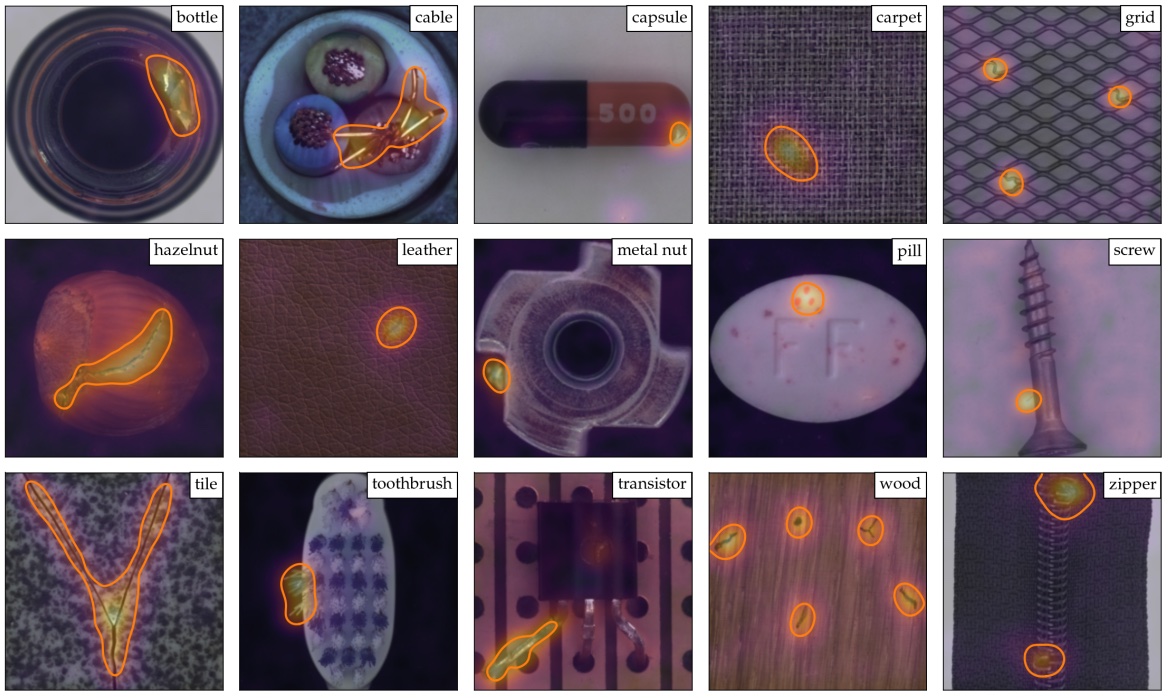 bottle
cable
capsule
carpet
grid
500
hazelnut
leather
metal nut
pill
screw
FF
tile
toothbrush
transistor
wood
zipper